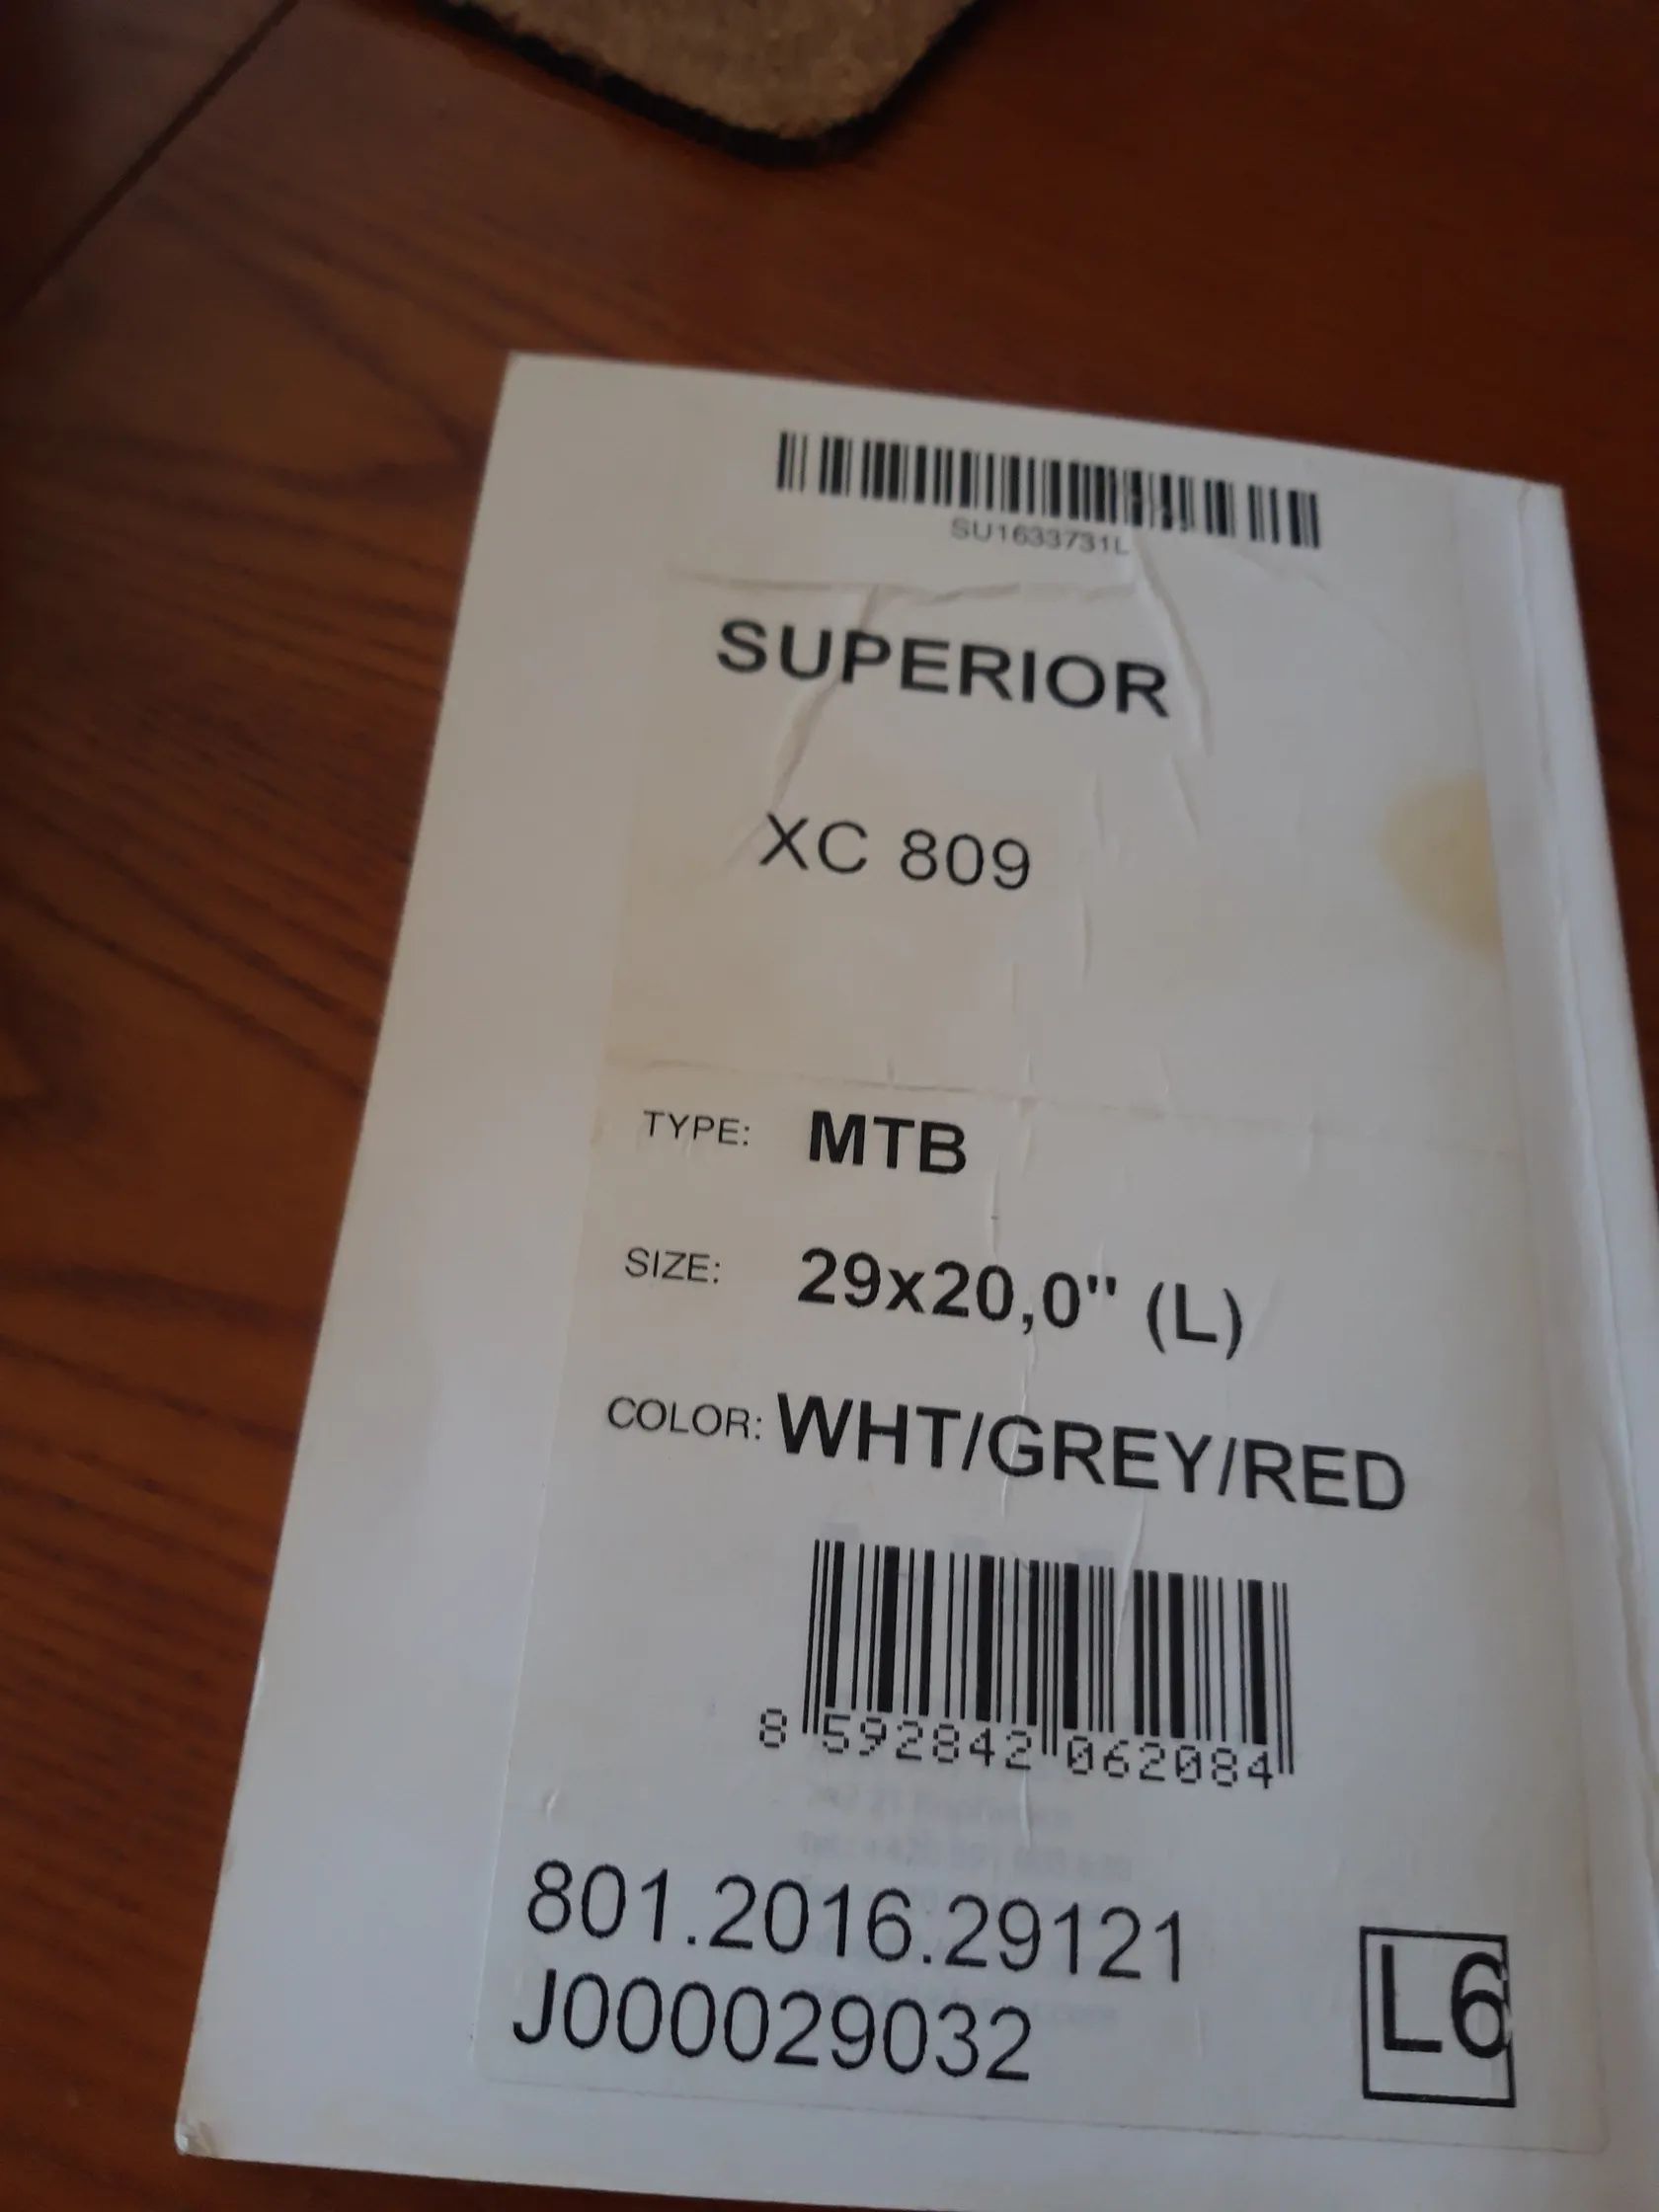 SU1633731L
SUPERIOR
XC 809
TYPE: MTB
SIZE: 29x20,0" (L)
COLOR: WHT/GREY/RED
8 592842 062084
801.2016.29121
J000029032
L6